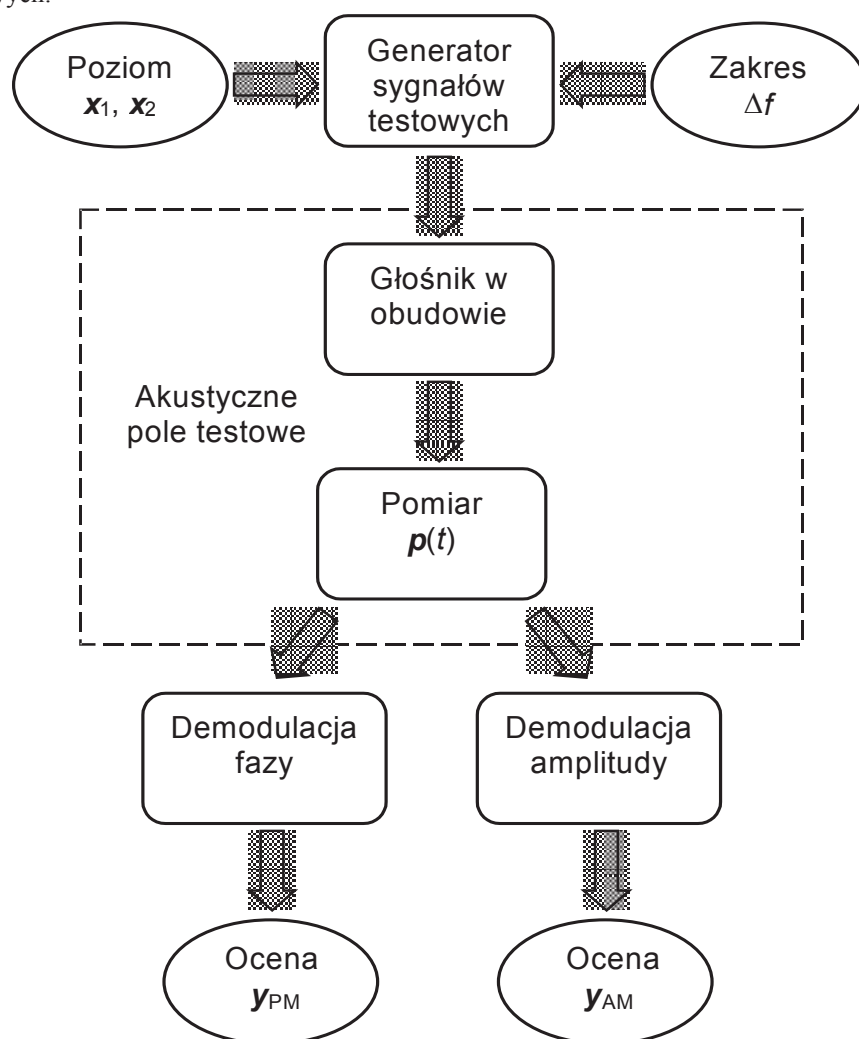 Poziom
x1, x2
Generator
sygnałów
testowych
Zakres
Δf
Głośnik w
obudowie
Akustyczne
pole testowe
Pomiar
p(t)
Demodulacja
fazy
Demodulacja
amplitudy
Ocena
yPM
Ocena
yAM